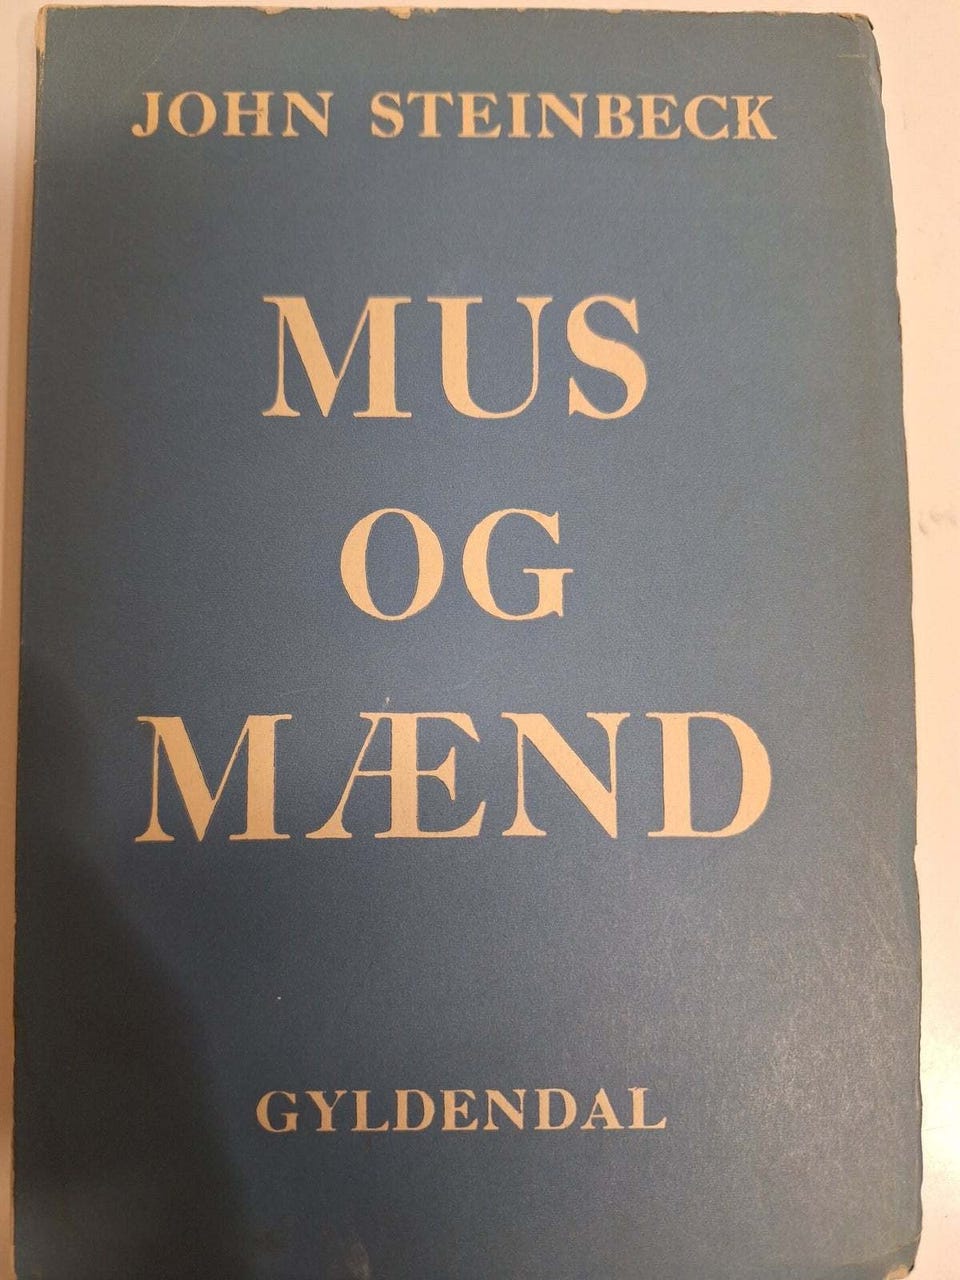 JOHN STEINBECK
MUS
OG
MÆND
GYLDENDAL